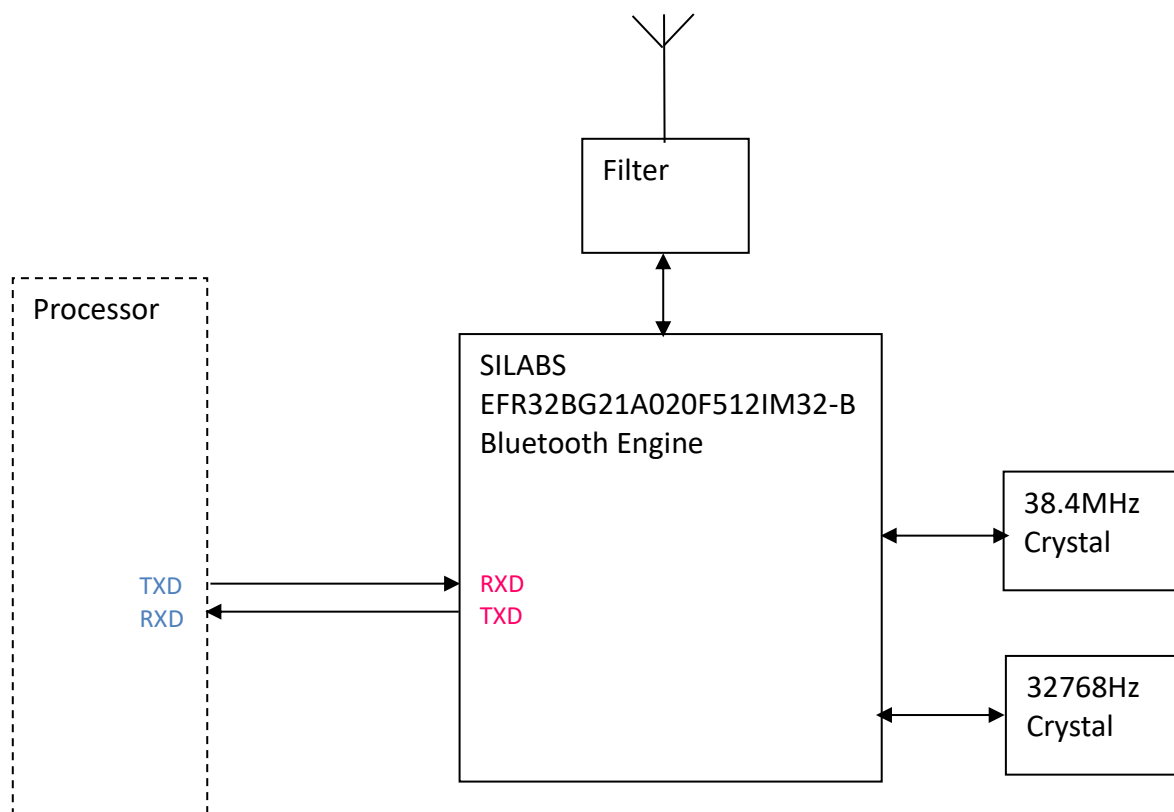 Filter
Processor
SILABS
EFR32BG21A020F512IM32-B
Bluetooth Engine
38.4MHz
Crystal
TXD
RXD
RXD
TXD
32768Hz
Crystal